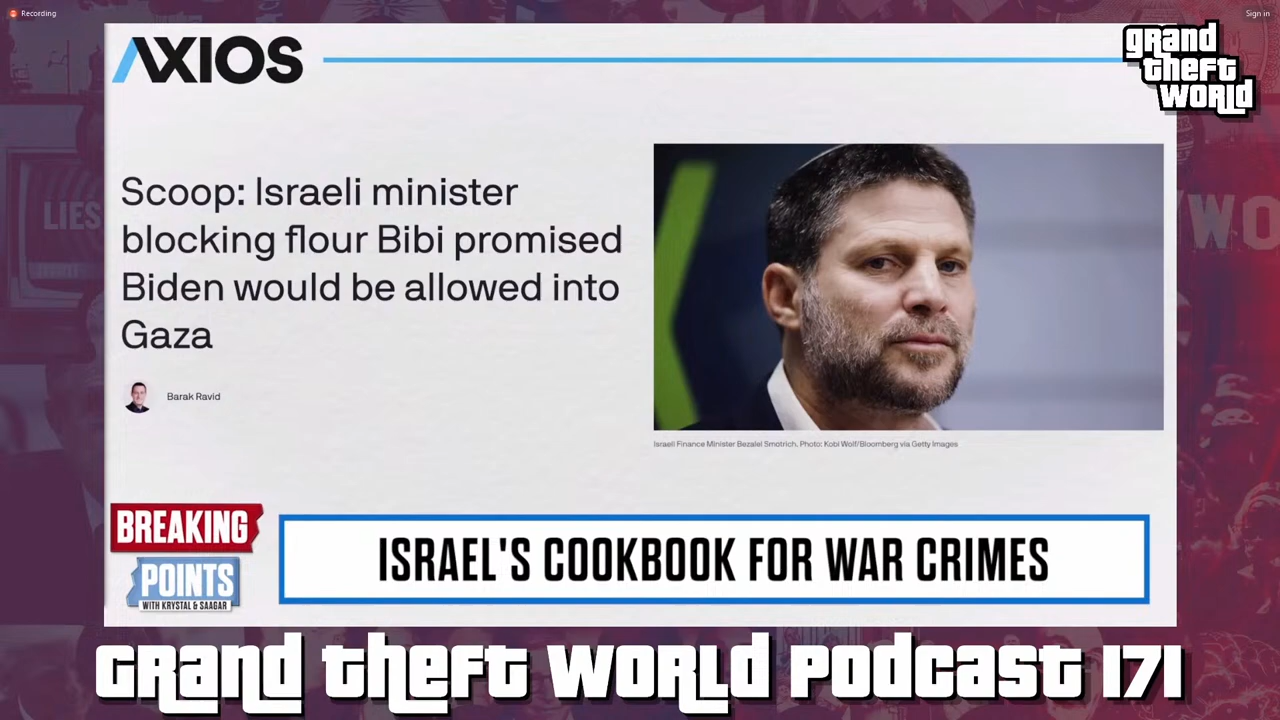 Recording
Sign in
AXIOS
grand
theft
world
Scoop: Israeli minister
blocking flour Bibi promised
Biden would be allowed into
Gaza
Barak Ravid
Israeli Finance Minister Bezalel Smotrich. Photo: Kobi Wolf/Bloomberg via Getty Images
LIES
WO
BREAKING
POINTS
WITH KRYSTAL & SAAGAR
ISRAEL'S COOKBOOK FOR WAR CRIMES
Grand theft World Podcast 171